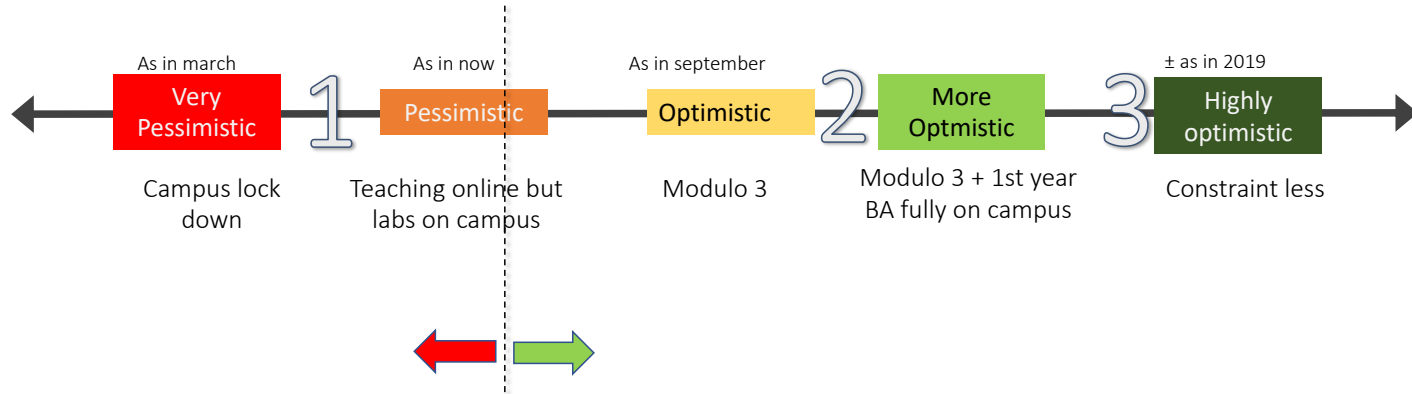 As in march
As in now
As in september
± as in 2019
Very
Pessimistic
1
Pessimistic
Optimistic
2
More
Optmistic
3
Highly
optimistic
Campus lock
down
Teaching online but
labs on campus
Modulo 3
Modulo 3 + 1st year
BA fully on campus
Constraint less